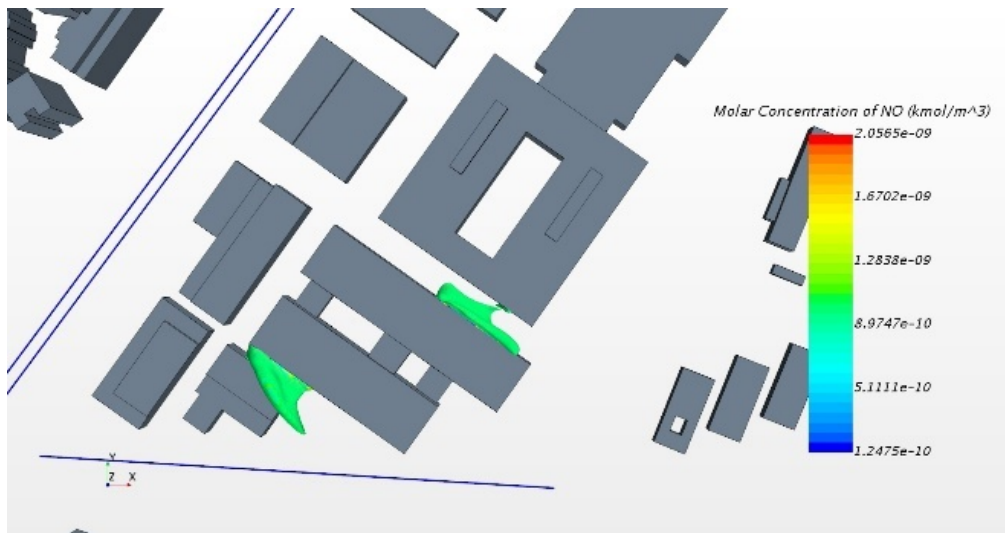 Molar Concentration of NO (kmol/m^3)
2.0565e-09
1.6702e-09
1.2838e-09
8.9747e-10
5.1111e-10
1.2475e-10
Y
Z X